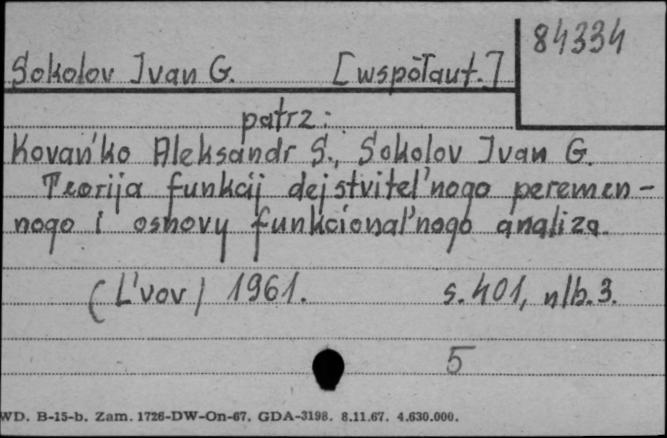 84334
Sokolov Ivan G. [współaut.]
patrz:
Kovan'ko Aleksandr S., Sokolov Ivan G.
Teorija funkcij dejstvitel'nogo peremen-
nogo i osnovy funkcional'nogo analiza.
(L'vov) 1961. s. 401, nlb. 3.
5
WD. B-15-b. Zam. 1726-DW-On-67. GDA-3198. 8.11.67. 4.630.000.